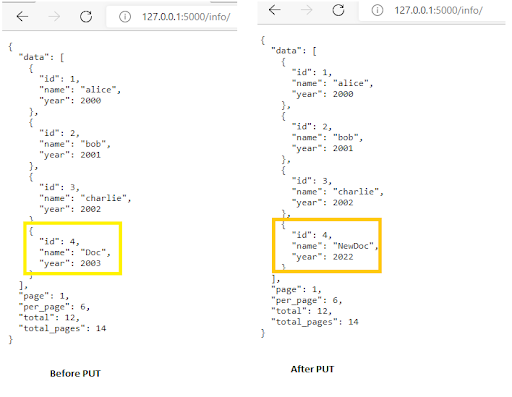 127.0.0.1:5000/info/
{
"data": [
{
"id": 1,
"name": "alice",
"year": 2000
},
{
"id": 2,
"name": "bob",
"year": 2001
},
{
"id": 3,
"name": "charlie",
"year": 2002
},
{
"id": 4,
"name": "Doc",
"year": 2003
}
],
"page": 1,
"per_page": 6,
"total": 12,
"total_pages": 14
}
Before PUT
127.0.0.1:5000/info/
{
"data": [
{
"id": 1,
"name": "alice",
"year": 2000
},
{
"id": 2,
"name": "bob",
"year": 2001
},
{
"id": 3,
"name": "charlie",
"year": 2002
},
{
"id": 4,
"name": "NewDoc",
"year": 2022
}
],
"page": 1,
"per_page": 6,
"total": 12,
"total_pages": 14
}
After PUT